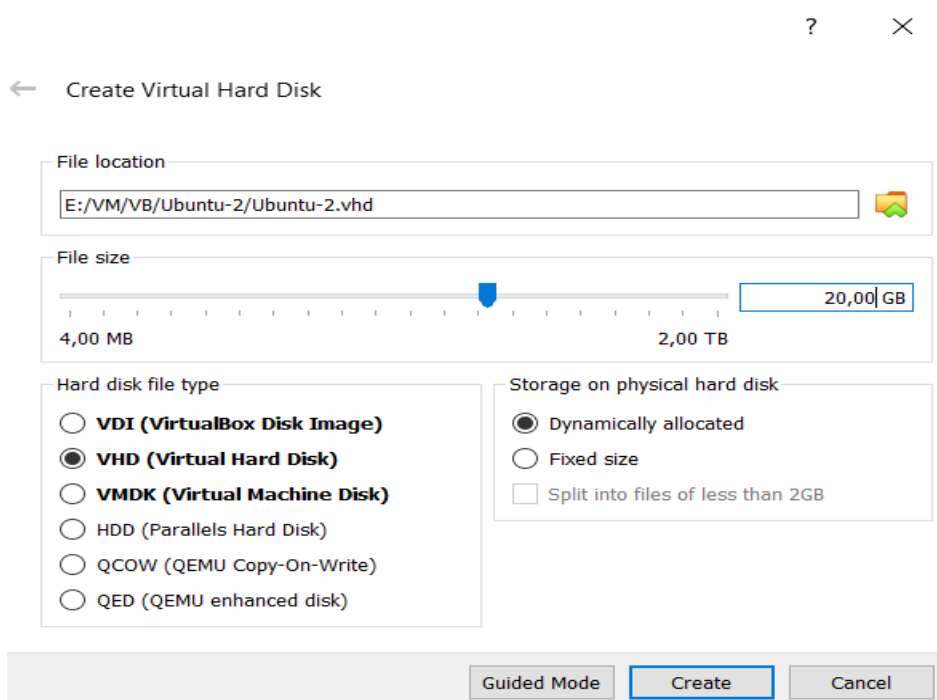 ?
Create Virtual Hard Disk
File location
E:/VM/VB/Ubuntu-2/Ubuntu-2.vhd
File size
20,00 GB
4,00 MB
2,00 TB
Hard disk file type
VDI (VirtualBox Disk Image)
VHD (Virtual Hard Disk)
VMDK (Virtual Machine Disk)
HDD (Parallels Hard Disk)
QCOW (QEMU Copy-On-Write)
QED (QEMU enhanced disk)
Storage on physical hard disk
Dynamically allocated
Fixed size
Split into files of less than 2GB
Guided Mode
Create
Cancel